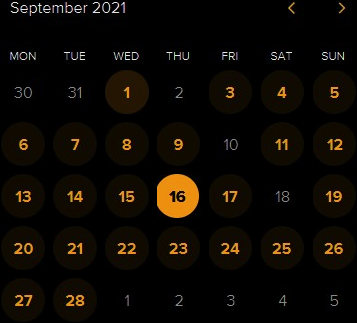 September 2021
MON TUE WED THU FRI SAT SUN
30 31 1 2 3 4 5
6 7 8 9 10 11 12
13 14 15 16 17 18 19
20 21 22 23 24 25 26
27 28 1 2 3 4 5